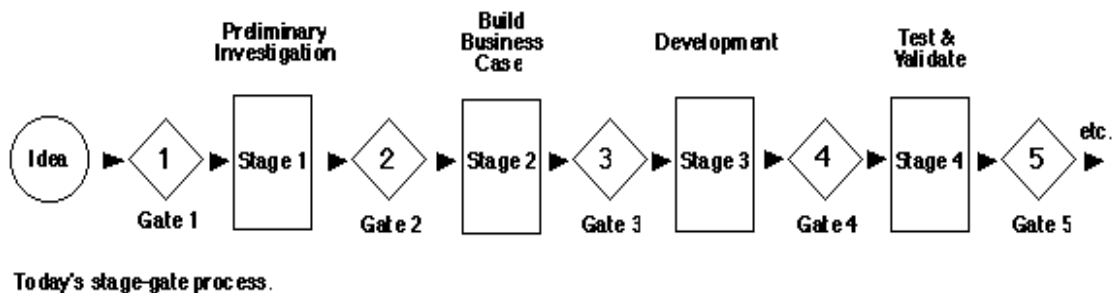 Preliminary
Investigation
Build
Business
Case
Development
Test &
Validate
Idea
1
Stage 1
2
Stage 2
3
Stage 3
4
Stage 4
5
etc.
Gate 1
Gate 2
Gate 3
Gate 4
Gate 5
Today's stage-gate process.